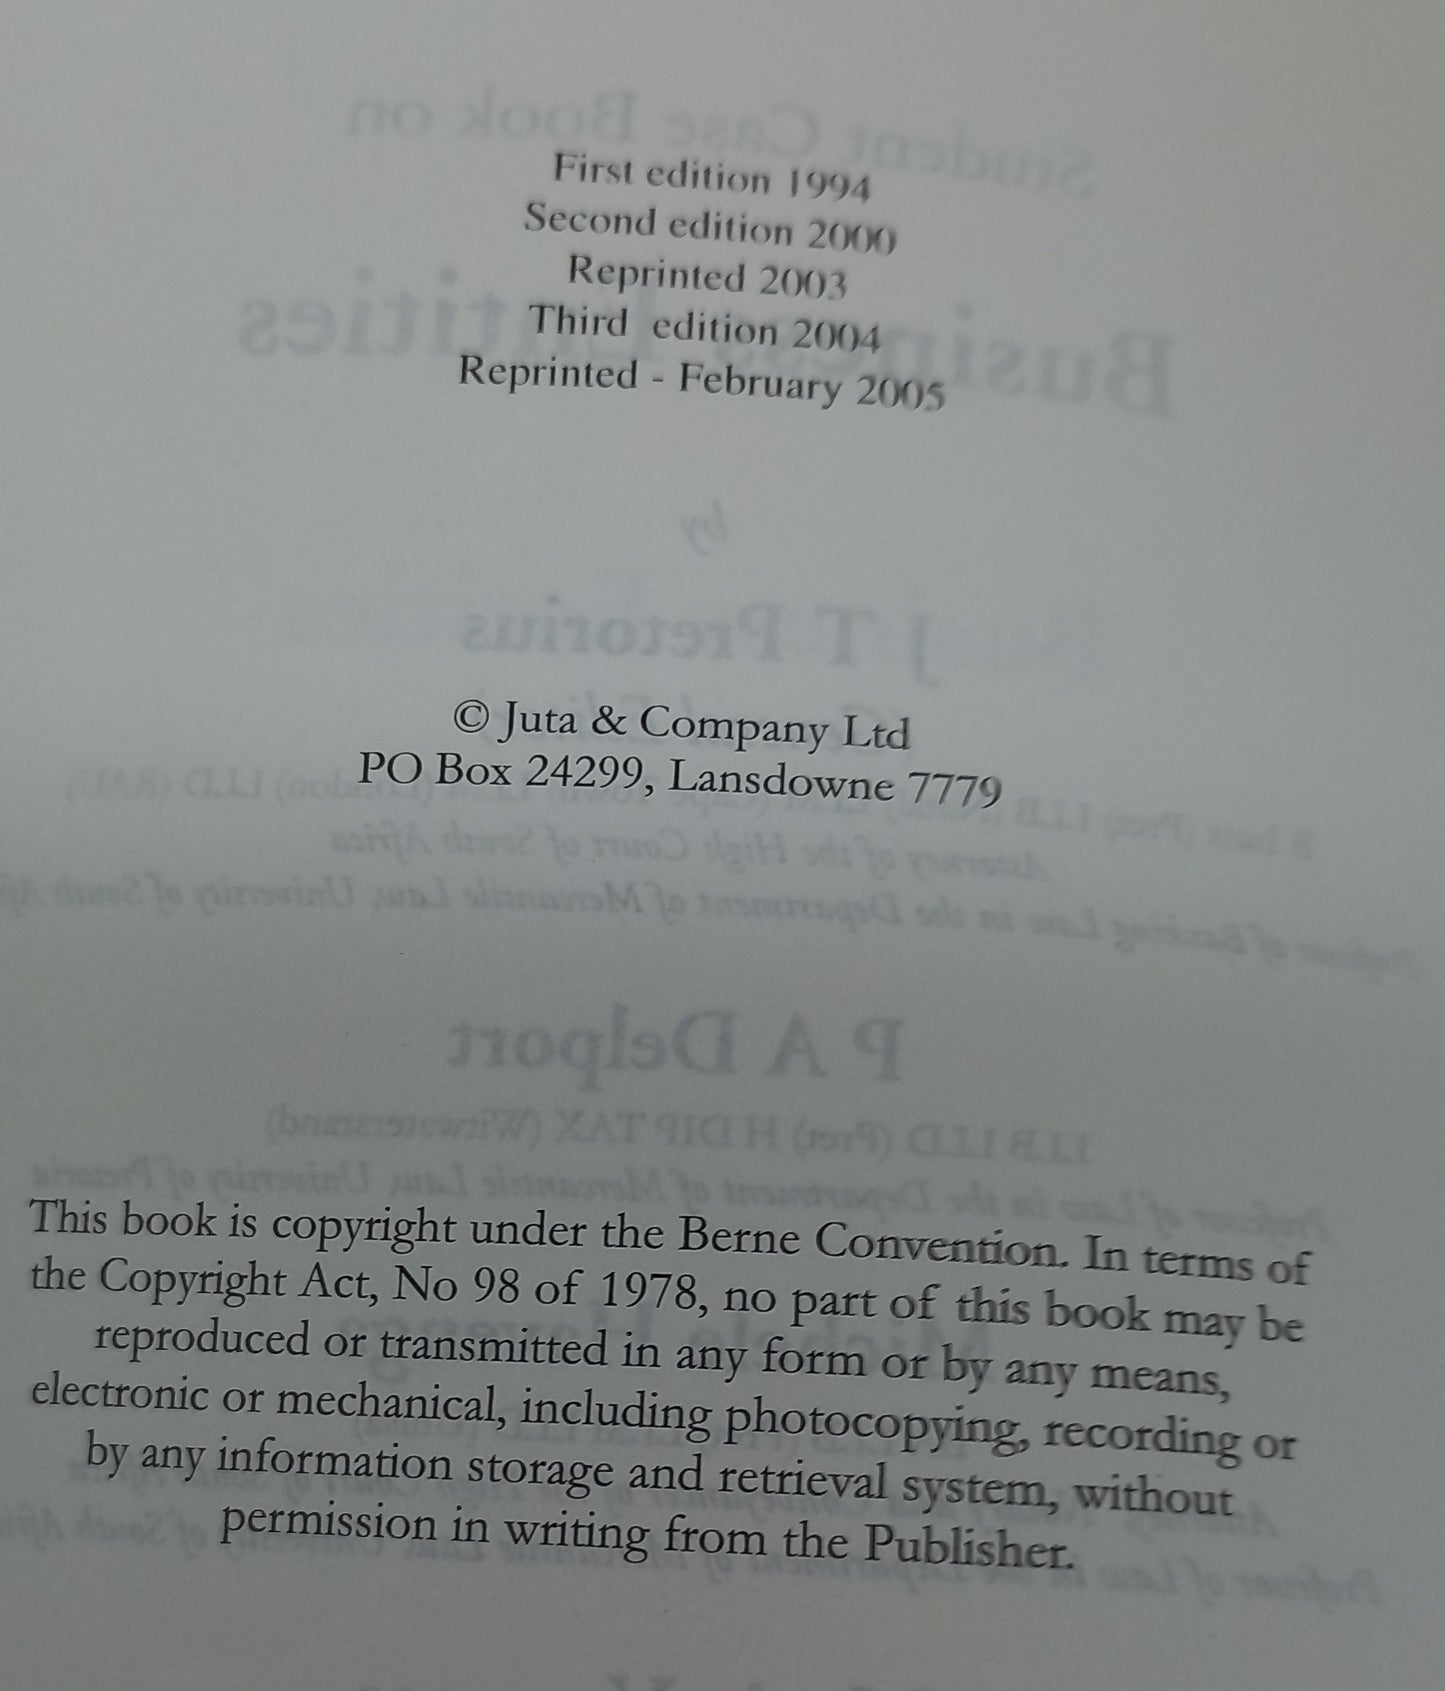 First edition 1994
Second edition 2000
Reprinted 2003
Third edition 2004
Reprinted - February 2005
© Juta & Company Ltd
PO Box 24299, Lansdowne 7779
This book is copyright under the Berne Convention. In terms of
the Copyright Act, No 98 of 1978, no part of this book may be
reproduced or transmitted in any form or by any means,
electronic or mechanical, including photocopying, recording or
by any information storage and retrieval system, without
permission in writing from the Publisher.